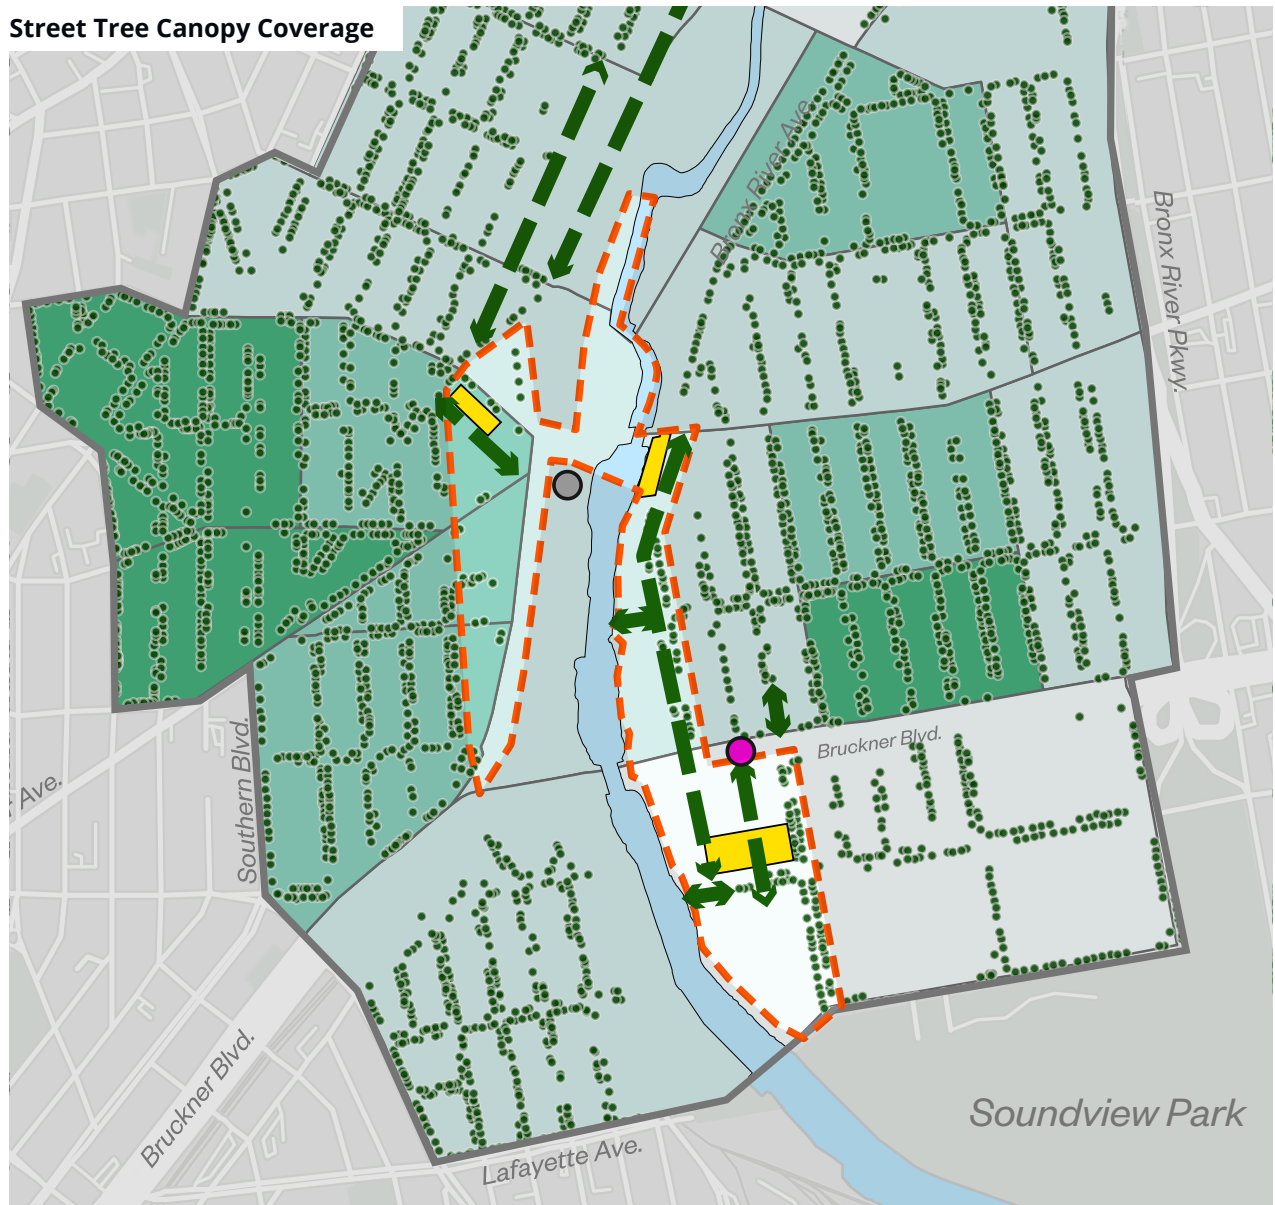 Street Tree Canopy Coverage
Bronx River Ave.
Bronx River Pkwy.
Bruckner Blvd.
Southern Blvd.
Ave.
Bruckner Blvd.
Lafayette Ave.
Soundview Park